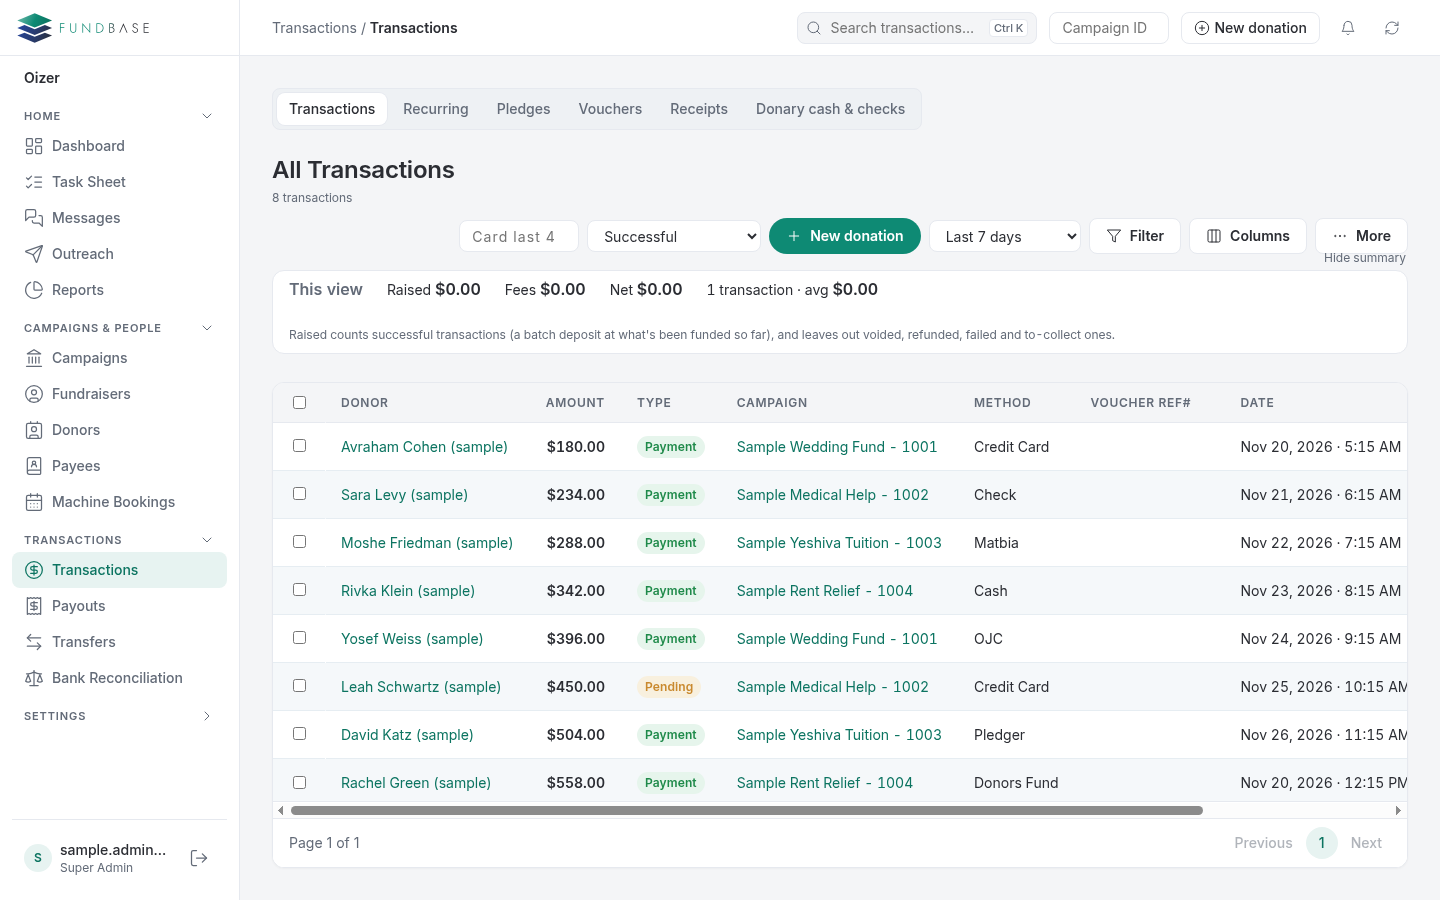 FUNDBASE
Transactions / Transactions
Search transactions... Ctrl K
Campaign ID
New donation
Oizer
HOME
Dashboard
Task Sheet
Messages
Outreach
Reports
CAMPAIGNS & PEOPLE
Campaigns
Fundraisers
Donors
Payees
Machine Bookings
TRANSACTIONS
Transactions
Payouts
Transfers
Bank Reconciliation
SETTINGS
S
sample.admin...
Super Admin
Transactions Recurring Pledges Vouchers Receipts Donary cash & checks
All Transactions
8 transactions
Card last 4 Successful New donation Last 7 days Filter Columns More
Hide summary
This view Raised $0.00 Fees $0.00 Net $0.00 1 transaction · avg $0.00
Raised counts successful transactions (a batch deposit at what's been funded so far), and leaves out voided, refunded, failed and to-collect ones.
DONOR AMOUNT TYPE CAMPAIGN METHOD VOUCHER REF# DATE
Avraham Cohen (sample) $180.00 Payment Sample Wedding Fund - 1001 Credit Card Nov 20, 2026 · 5:15 AM
Sara Levy (sample) $234.00 Payment Sample Medical Help - 1002 Check Nov 21, 2026 · 6:15 AM
Moshe Friedman (sample) $288.00 Payment Sample Yeshiva Tuition - 1003 Matbia Nov 22, 2026 · 7:15 AM
Rivka Klein (sample) $342.00 Payment Sample Rent Relief - 1004 Cash Nov 23, 2026 · 8:15 AM
Yosef Weiss (sample) $396.00 Payment Sample Wedding Fund - 1001 OJC Nov 24, 2026 · 9:15 AM
Leah Schwartz (sample) $450.00 Pending Sample Medical Help - 1002 Credit Card Nov 25, 2026 · 10:15 AM
David Katz (sample) $504.00 Payment Sample Yeshiva Tuition - 1003 Pledger Nov 26, 2026 · 11:15 AM
Rachel Green (sample) $558.00 Payment Sample Rent Relief - 1004 Donors Fund Nov 20, 2026 · 12:15 PM
Page 1 of 1
Previous 1 Next